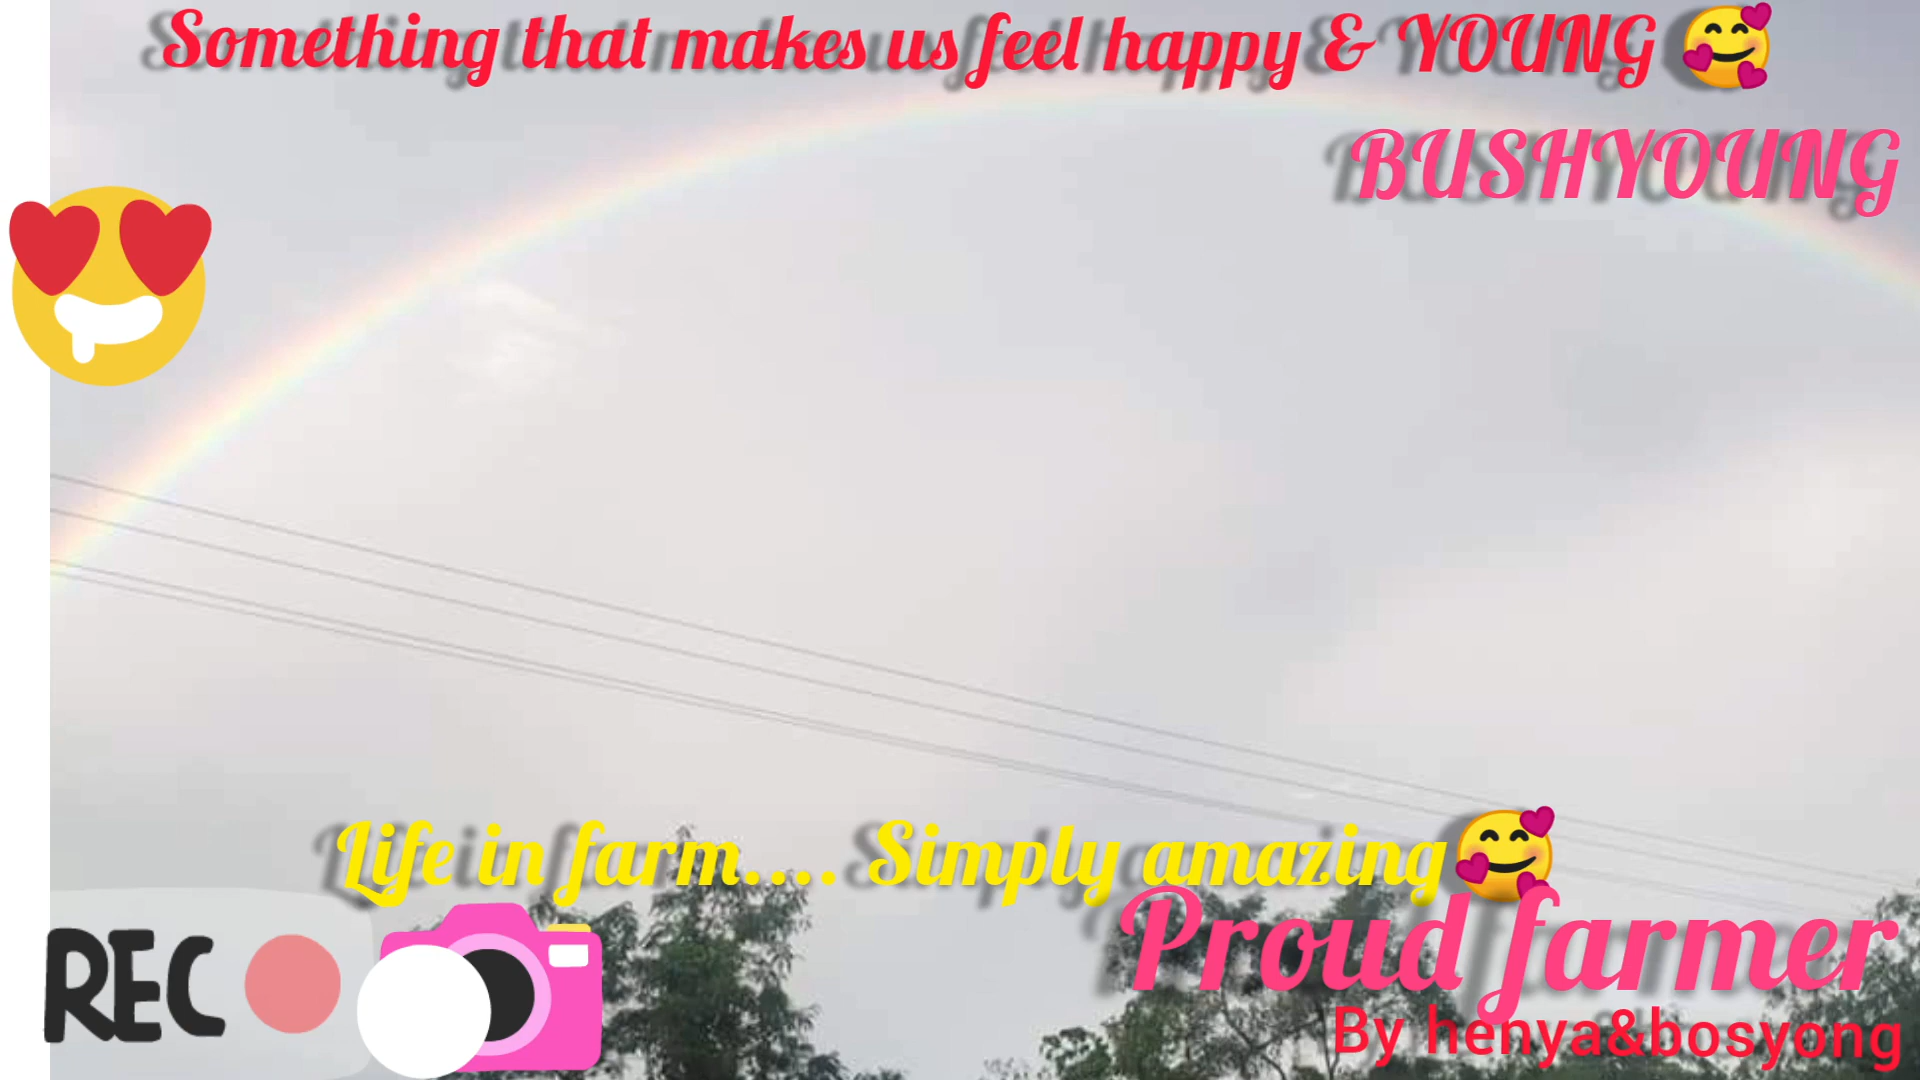 Something that makes us feel happy & YOUNG 🥰
BUSHYOUNG
Life in farm.... Simply amazing🥰
Proud farmer
REC
By henya&bosyong